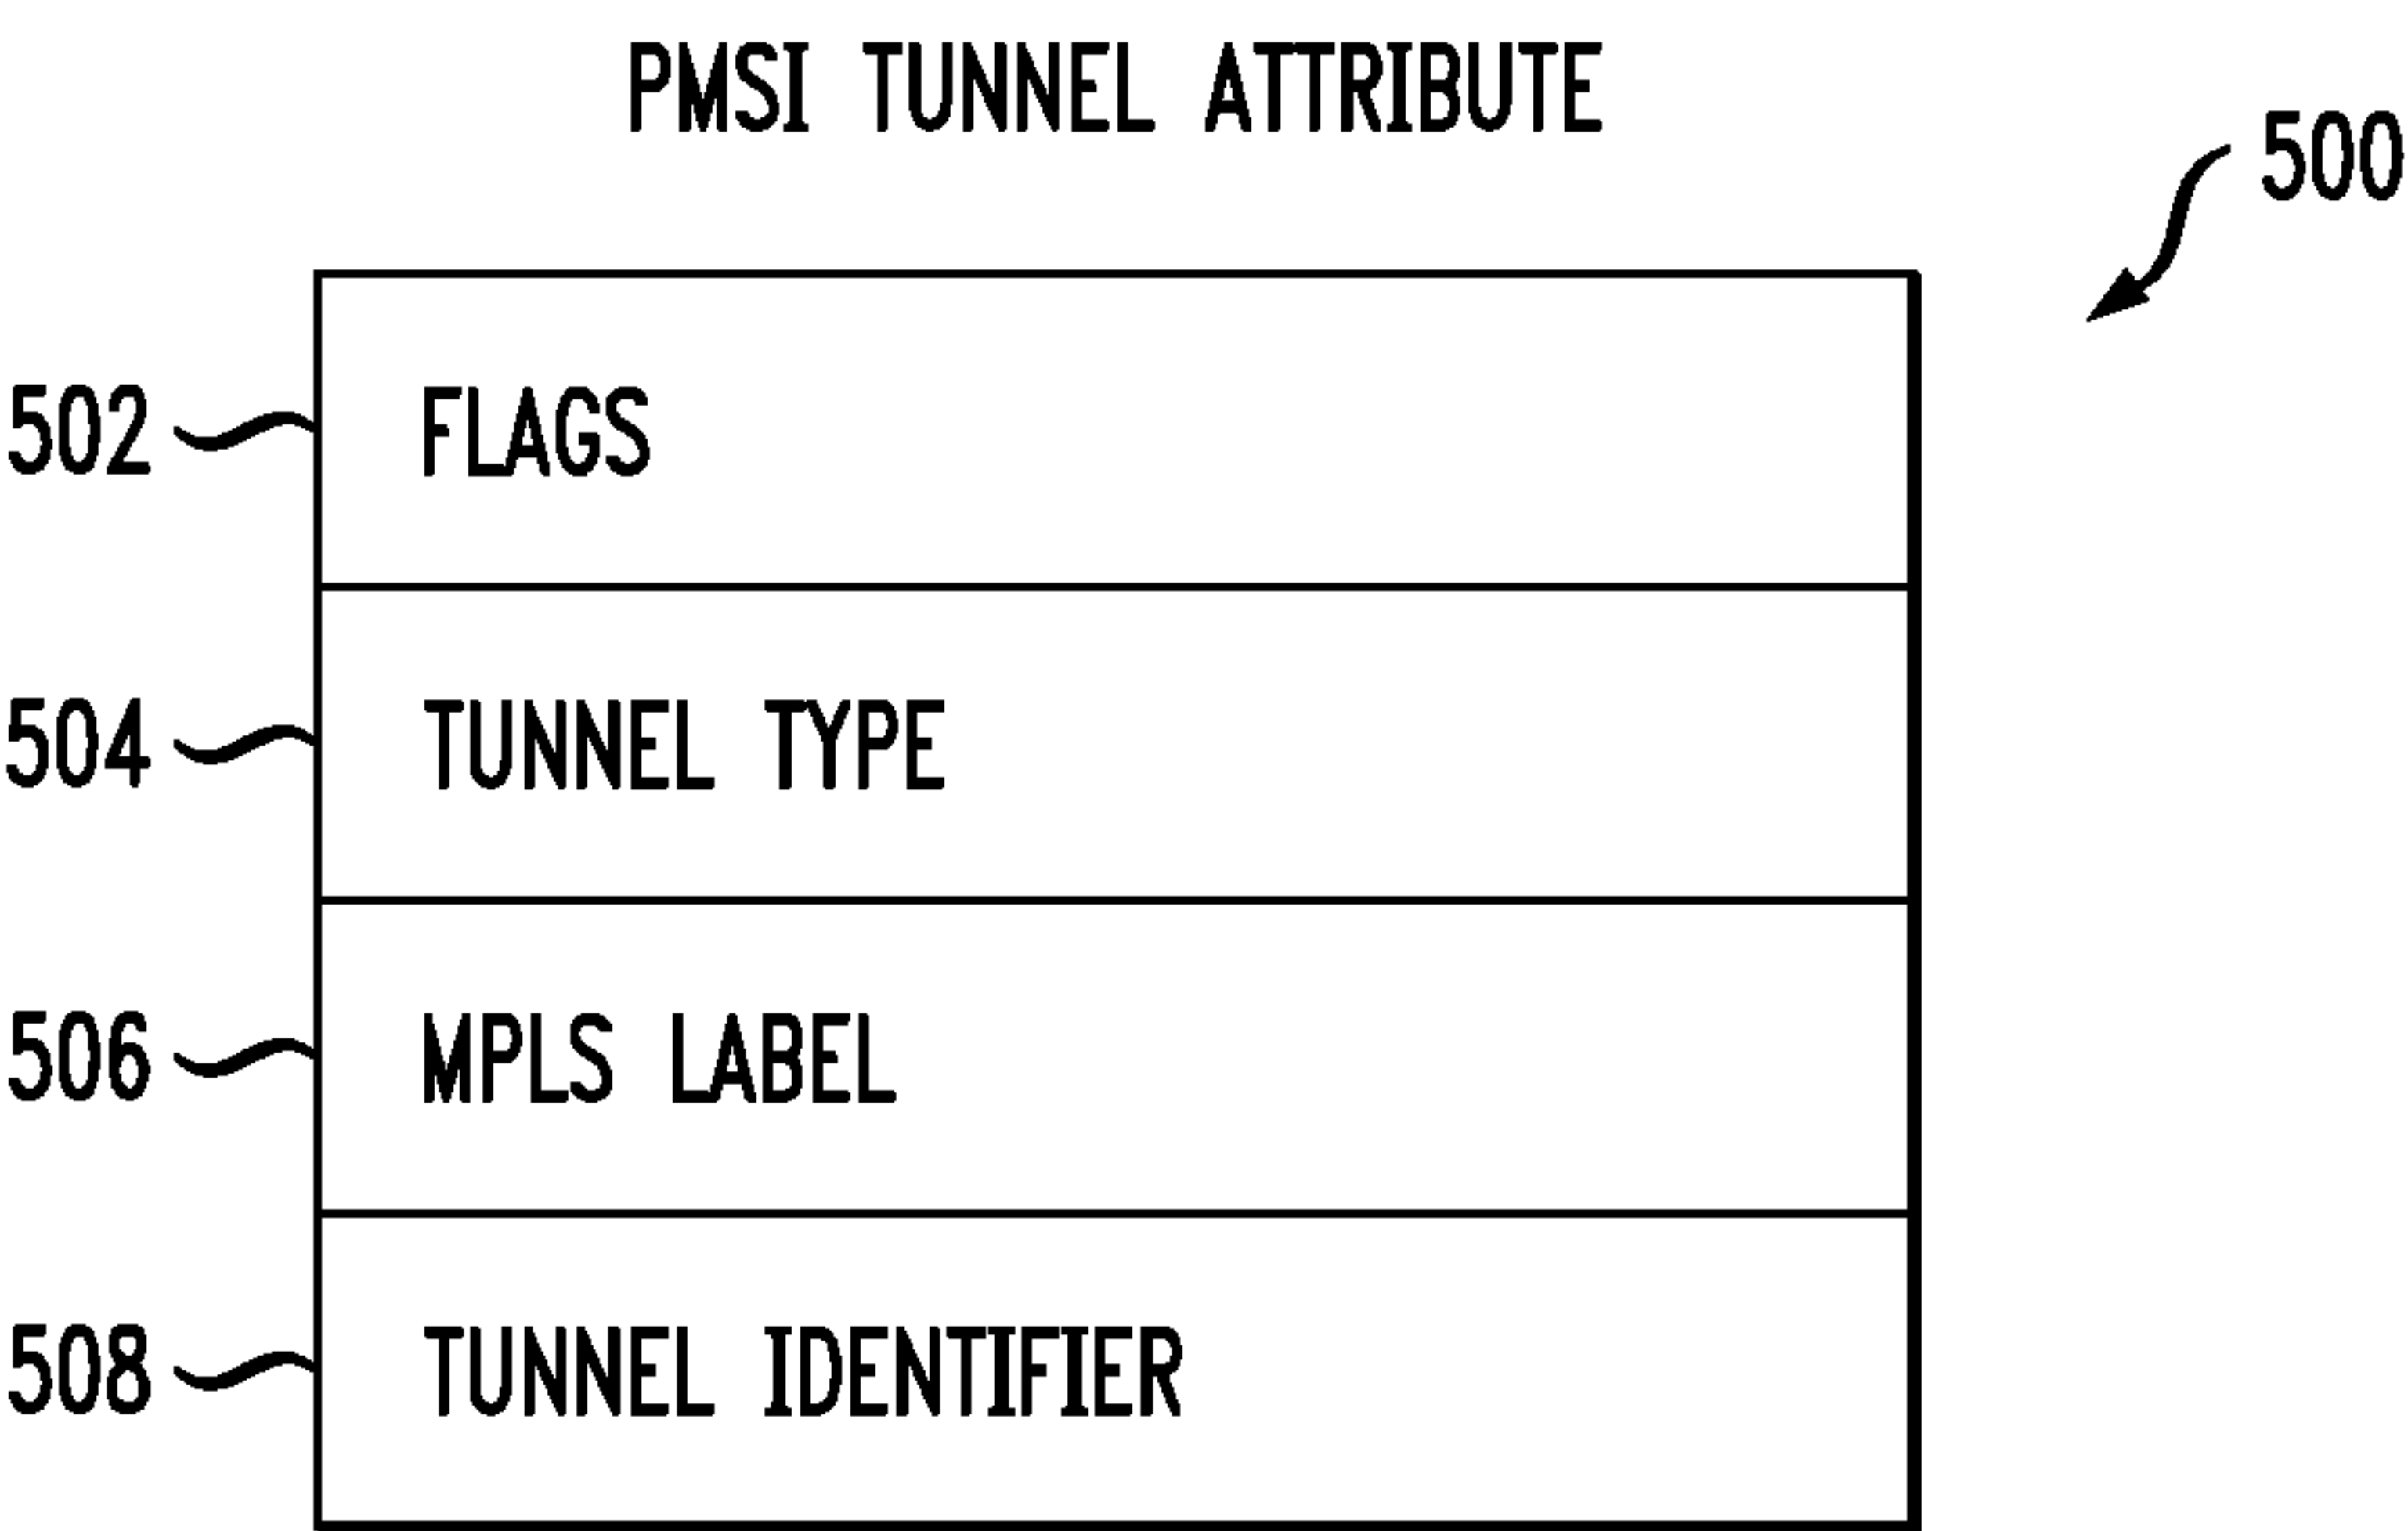 PMSI TUNNEL ATTRIBUTE
500
502 FLAGS
504 TUNNEL TYPE
506 MPLS LABEL
508 TUNNEL IDENTIFIER